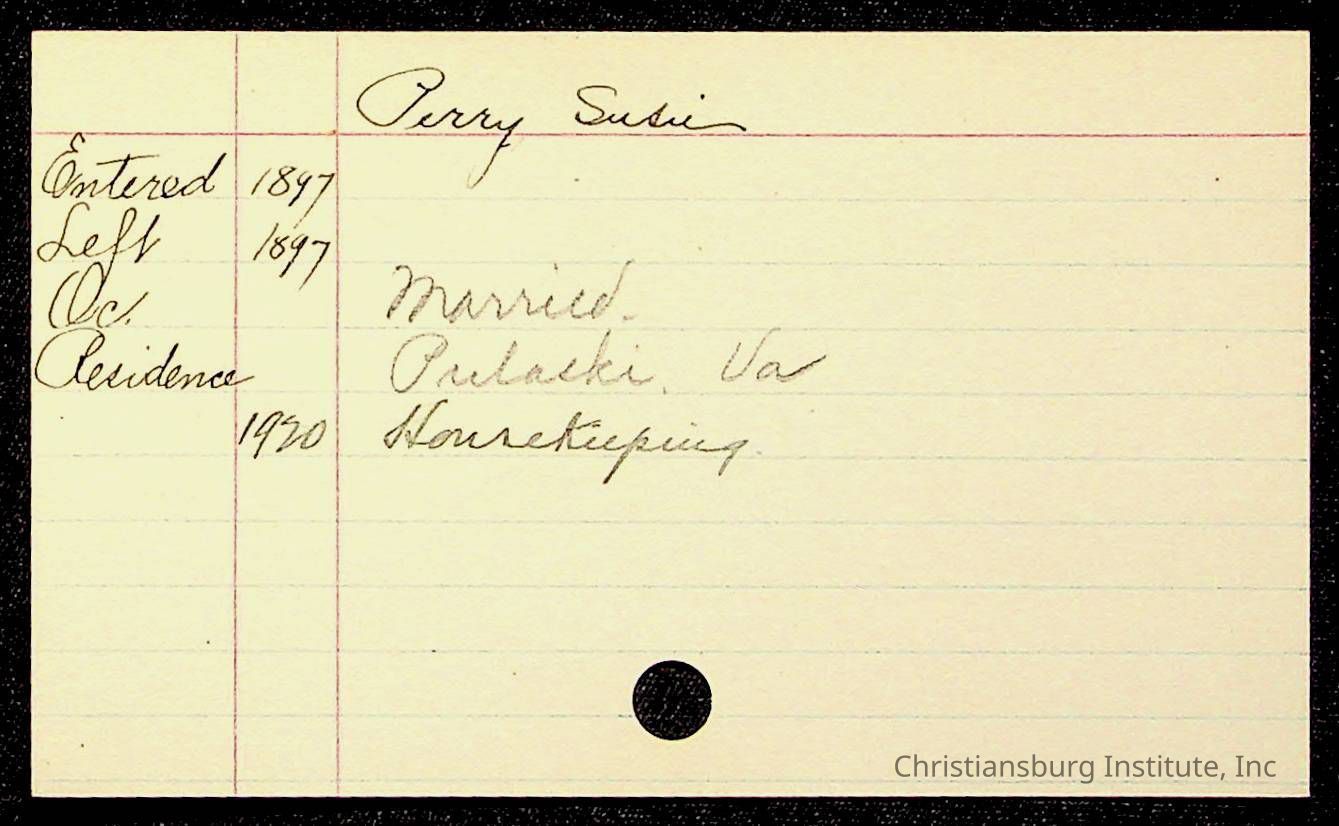 Perry Susie
Entered 1897
Left 1897
Oc. Married.
Residence Pulaski, Va
1920 Housekeeping.
Christiansburg Institute, Inc